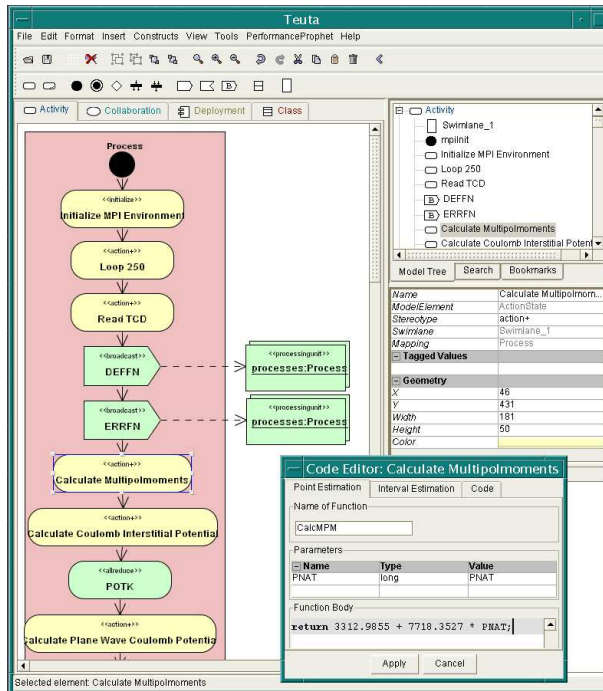 Teuta
File Edit Format Insert Constructs View Tools PerformanceProphet Help
B
Activity Collaboration Deployment Class
Process
<<initialize>>
Initialize MPI Environment
<<action+>>
Loop 250
<<action+>>
Read TCD
<<broadcast>>
DEFFN
<<processingunit>>
processes:Process
<<broadcast>>
ERRFN
<<processingunit>>
processes:Process
<<action+>>
Calculate Multipolmoments
<<action+>>
Calculate Coulomb Interstitial Potential
<<allreduce>>
POTK
<<action+>>
Calculate Plane Wave Coulomb Potentia
Activity
Swimlane_1
mpiInit
Initialize MPI Environment
Loop 250
Read TCD
B DEFFN
B ERRFN
Calculate Multipolmoments
Calculate Coulomb Interstitial Potent
Model Tree Search Bookmarks
Name Calculate Multipolmom...
ModelElement ActionState
Stereotype action+
Swimlane Swimlane_1
Mapping Process
Tagged Values
Geometry
X 46
Y 431
Width 181
Height 50
Color
Code Editor: Calculate Multipolmoments
Point Estimation Interval Estimation Code
Name of Function
CalcMPM
Parameters
Name Type Value
PNAT long PNAT
Function Body
return 3312.9855 + 7718.3527 * PNAT;
Apply Cancel
Selected element: Calculate Multipolmoments